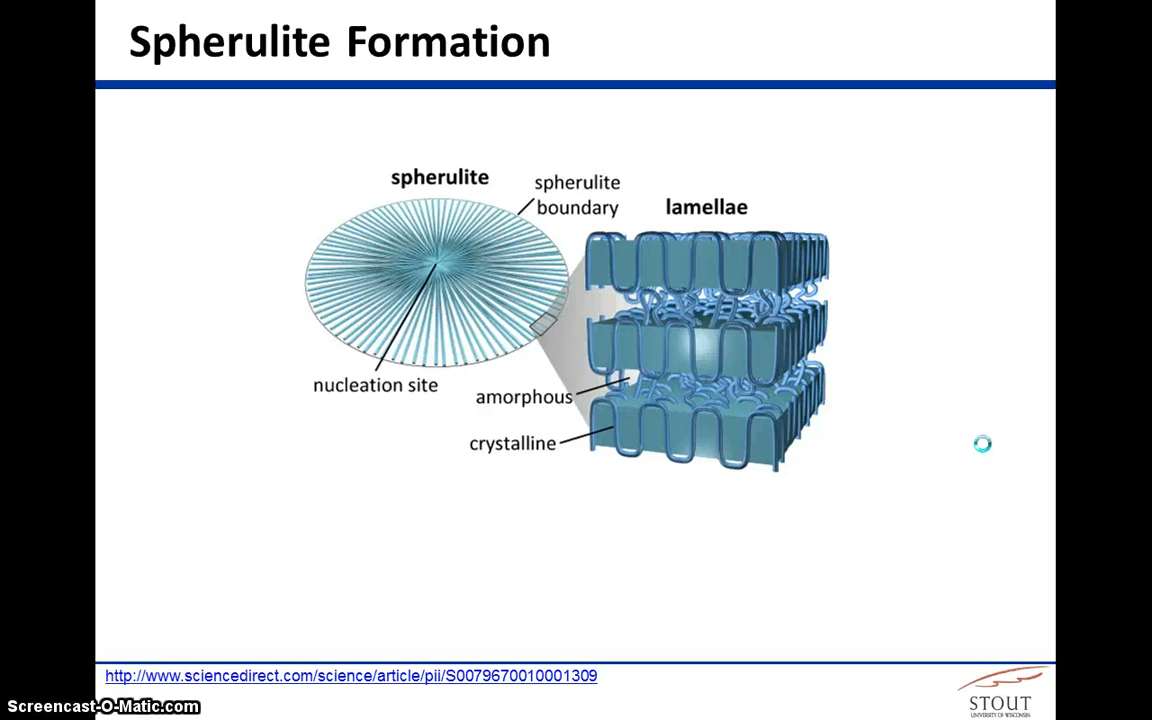 Spherulite Formation
spherulite
spherulite
boundary
lamellae
nucleation site
amorphous
crystalline
http://www.sciencedirect.com/science/article/pii/S0079670010001309
STOUT
UNIVERSITY OF WISCONSIN
Screencast-O-Matic.com